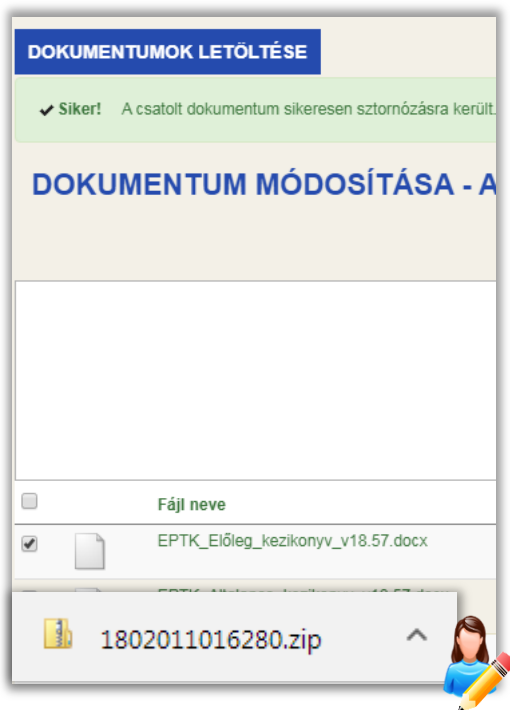 DOKUMENTUMOK LETÖLTÉSE
Siker! A csatolt dokumentum sikeresen sztornózásra került.
DOKUMENTUM MÓDOSÍTÁSA - A
Fájl neve
EPTK_Előleg_kezikonyv_v18.57.docx
1802011016280.zip